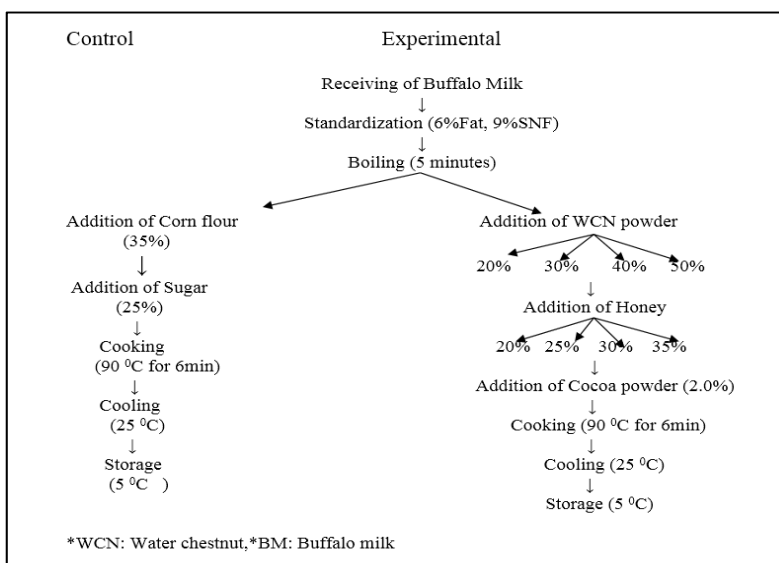 Control
Experimental
Receiving of Buffalo Milk
↓
Standardization (6%Fat, 9%SNF)
↓
Boiling (5 minutes)
Addition of Corn flour
(35%)
↓
Addition of Sugar
(25%)
↓
Cooking
(90 ⁰C for 6min)
↓
Cooling
(25 ⁰C)
↓
Storage
(5 ⁰C )
Addition of WCN powder
20% 30% 40% 50%
↓
Addition of Honey
20% 25% 30% 35%
↓
Addition of Cocoa powder (2.0%)
↓
Cooking (90 ⁰C for 6min)
↓
Cooling (25 ⁰C)
↓
Storage (5 ⁰C)
*WCN: Water chestnut,*BM: Buffalo milk